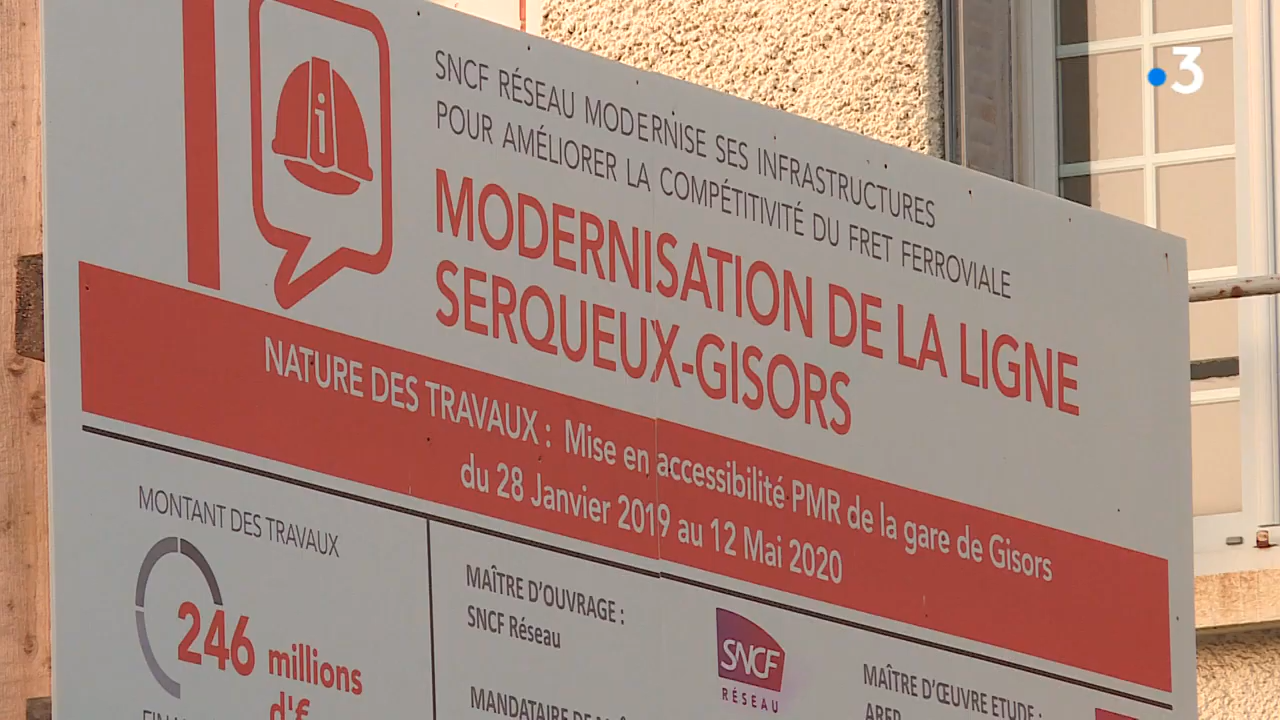 3
SNCF RÉSEAU MODERNISE SES INFRASTRUCTURES
POUR AMÉLIORER LA COMPÉTITIVITÉ DU FRET FERROVIALE
i
MODERNISATION DE LA LIGNE
SERQUEUX-GISORS
NATURE DES TRAVAUX : Mise en accessibilité PMR de la gare de Gisors
du 28 Janvier 2019 au 12 Mai 2020
MONTANT DES TRAVAUX
246 millions
d'€
MAÎTRE D'OUVRAGE :
SNCF Réseau
SNCF
RÉSEAU
MANDATAIRE DE
MAÎTRE D'ŒUVRE ETUDE :